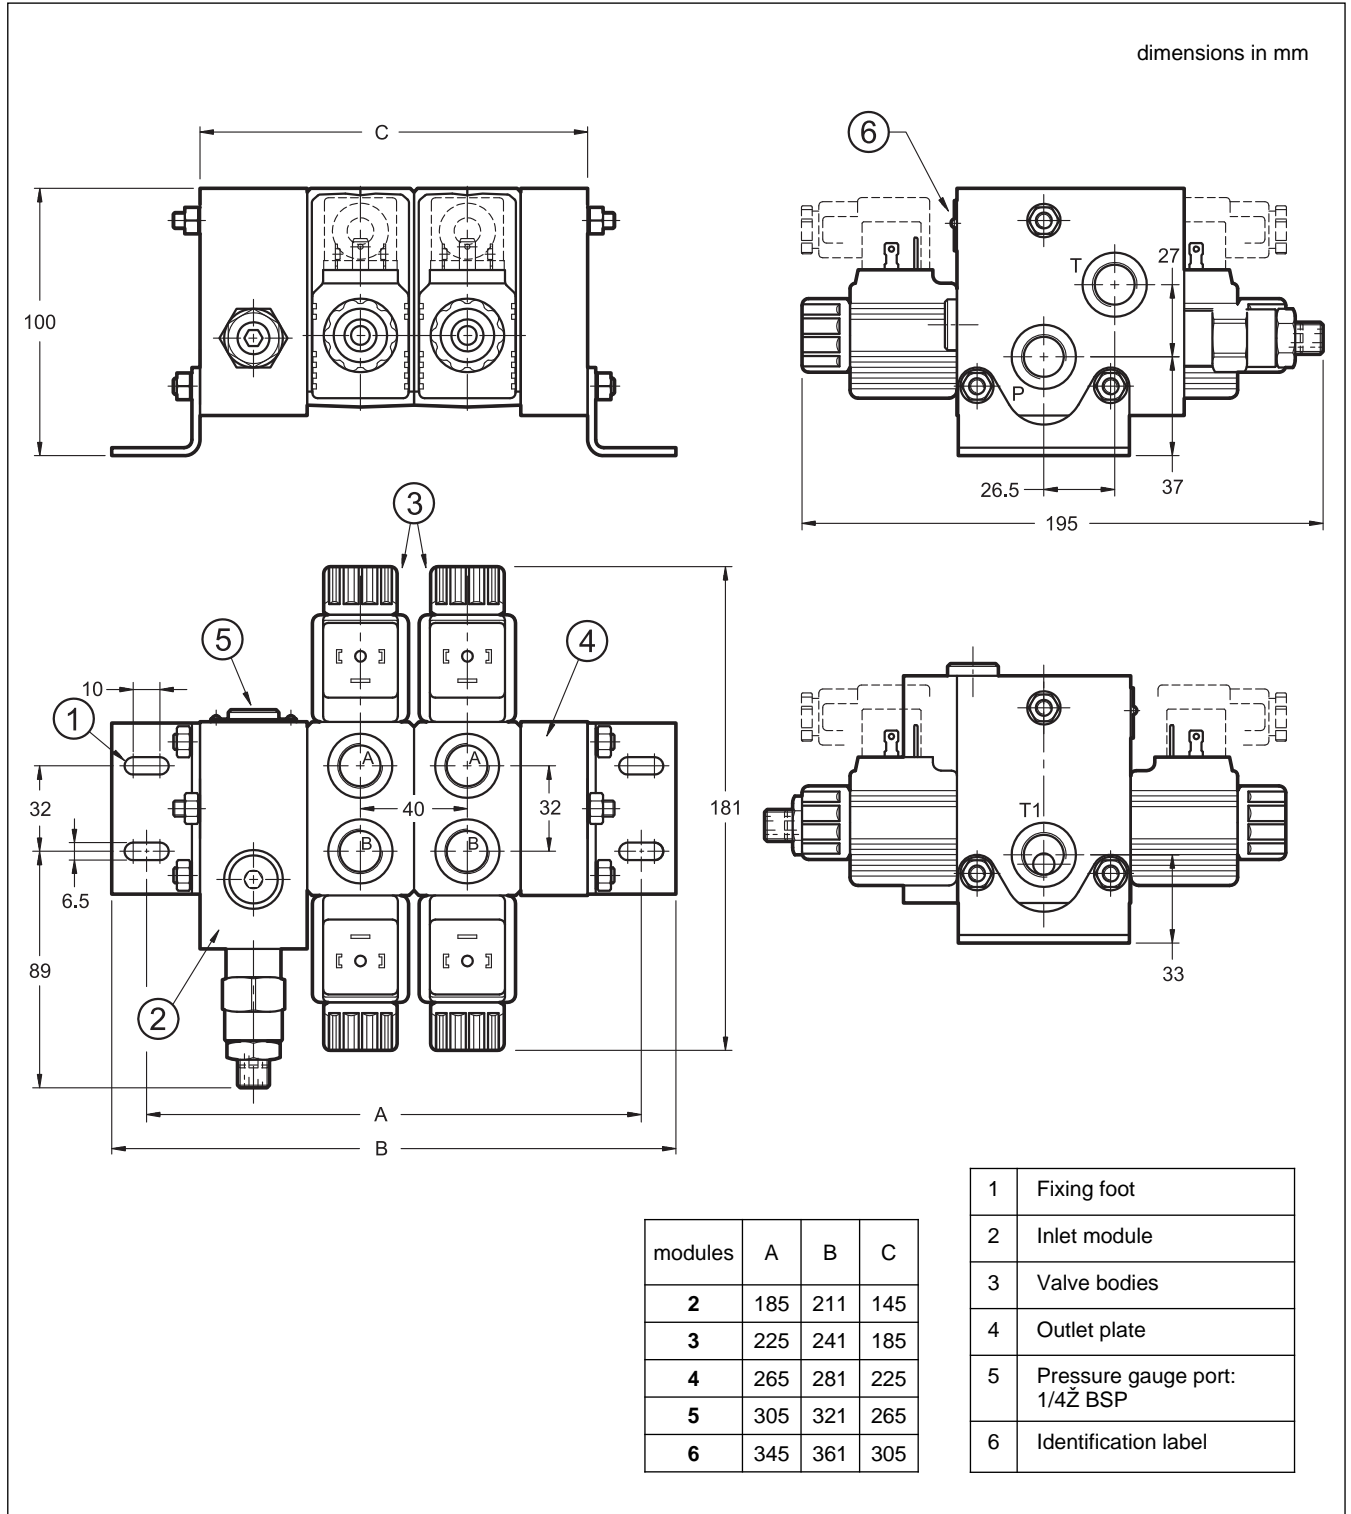 dimensions in mm
C
6
100
T
27
P
26.5
37
195
3
5
4
10
1
A
A
32
40
32
181
B
B
6.5
89
2
T1
33
A
B
modules A B C
2 185 211 145
3 225 241 185
4 265 281 225
5 305 321 265
6 345 361 305
1 Fixing foot
2 Inlet module
3 Valve bodies
4 Outlet plate
5 Pressure gauge port:
1/4Ž BSP
6 Identification label